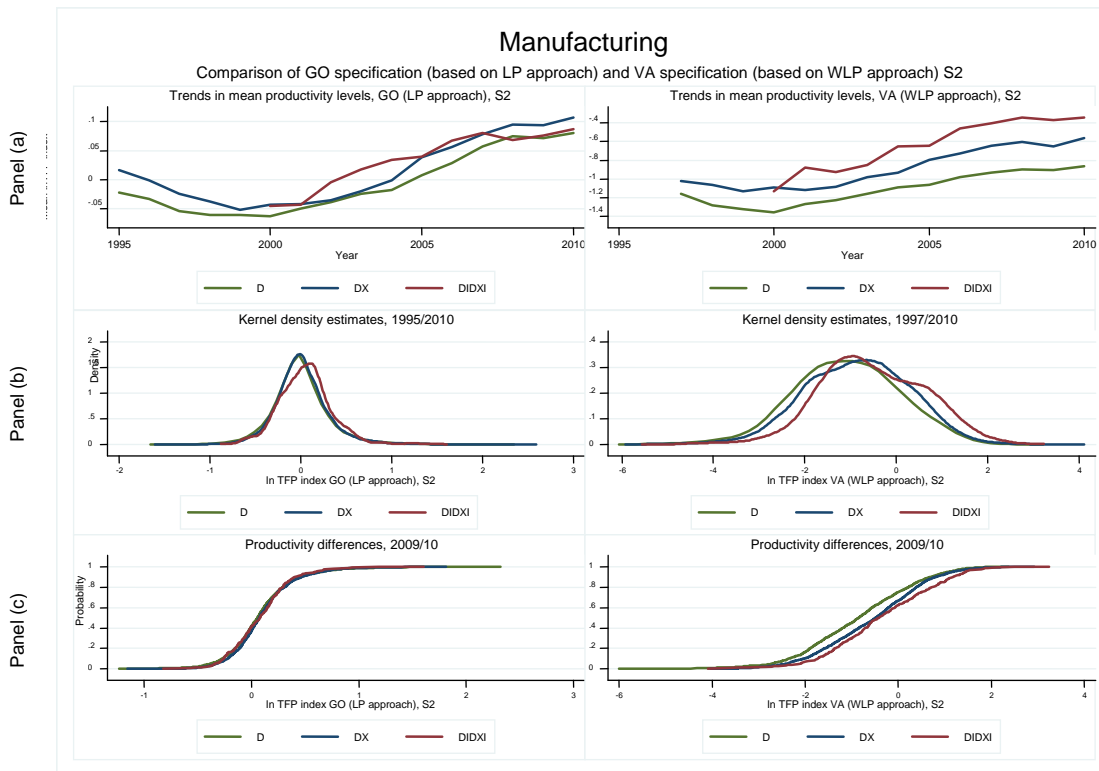 Manufacturing
Comparison of GO specification (based on LP approach) and VA specification (based on WLP approach) S2
Panel (a)
Trends in mean productivity levels, GO (LP approach), S2
.1
.05
0
-.05
1995 2000 2005 2010
Year
D DX DIDXI
Trends in mean productivity levels, VA (WLP approach), S2
-.4
-.6
-.8
-1
-1.2
-1.4
1995 2000 2005 2010
Year
D DX DIDXI
Panel (b)
Kernel density estimates, 1995/2010
Density
2
1
.5
0
-2 -1 0 1 2 3
ln TFP index GO (LP approach), S2
D DX DIDXI
Kernel density estimates, 1997/2010
.4
.3
.2
.1
0
-6 -4 -2 0 2 4
ln TFP index VA (WLP approach), S2
D DX DIDXI
Panel (c)
Productivity differences, 2009/10
Probability
1
.8
.6
.4
.2
0
-1 0 1 2 3
ln TFP index GO (LP approach), S2
D DX DIDXI
Productivity differences, 2009/10
1
.8
.6
.4
.2
0
-6 -4 -2 0 2 4
ln TFP index VA (WLP approach), S2
D DX DIDXI